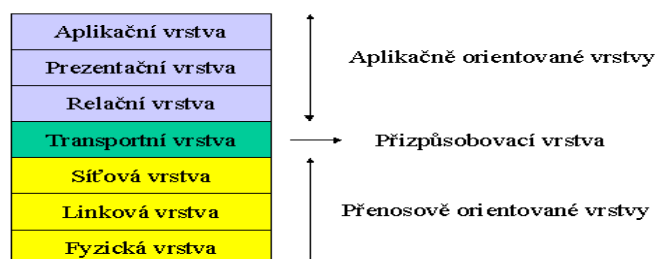 Aplikační vrstva
Prezentační vrstva
Relační vrstva
Transportní vrstva
Síťová vrstva
Linková vrstva
Fyzická vrstva
Aplikačně orientované vrstvy
Přizpůsobovací vrstva
Přenosově orientované vrstvy